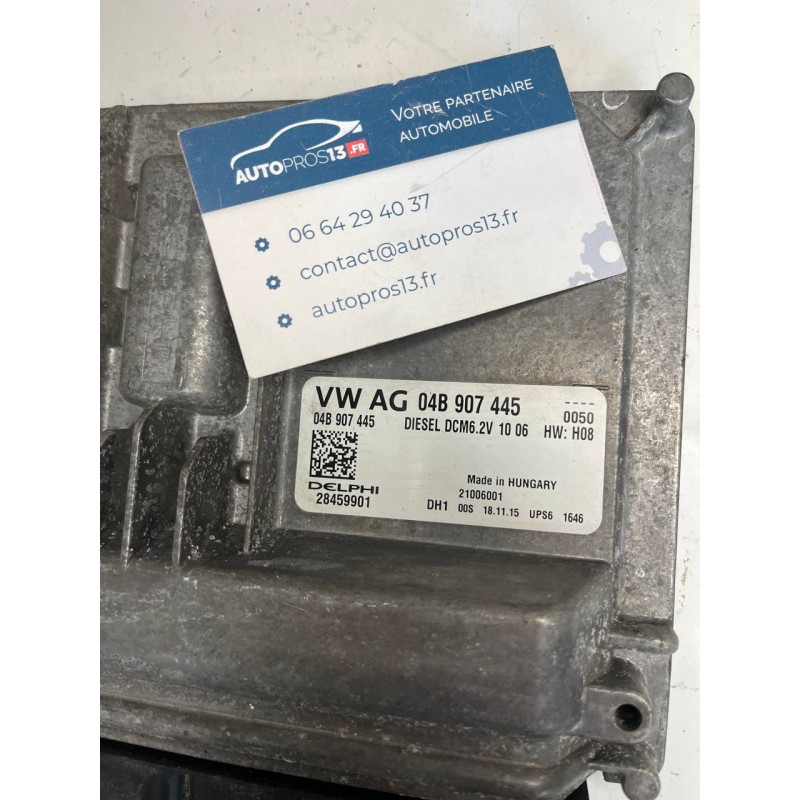 VOTRE PARTENAIRE
AUTOMOBILE
AUTOPROS13.FR
06 64 29 40 37
contact@autopros13.fr
autopros13.fr
VW AG 04B 907 445 ----
0050
04B 907 445 DIESEL DCM6.2V 10 06 HW: H08
Made in HUNGARY
DELPHI 21006001
28459901 DH1 00S 18.11.15 UPS6 1646